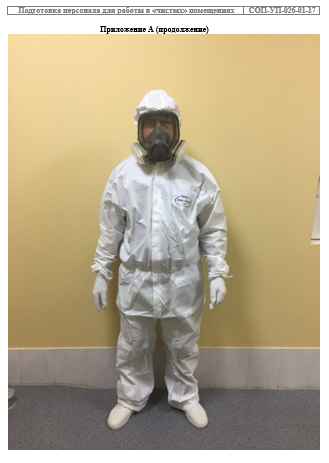 Подготовка персонала для работы в «чистых» помещениях СОП-УП-026-01-17
Приложение А (продолжение)